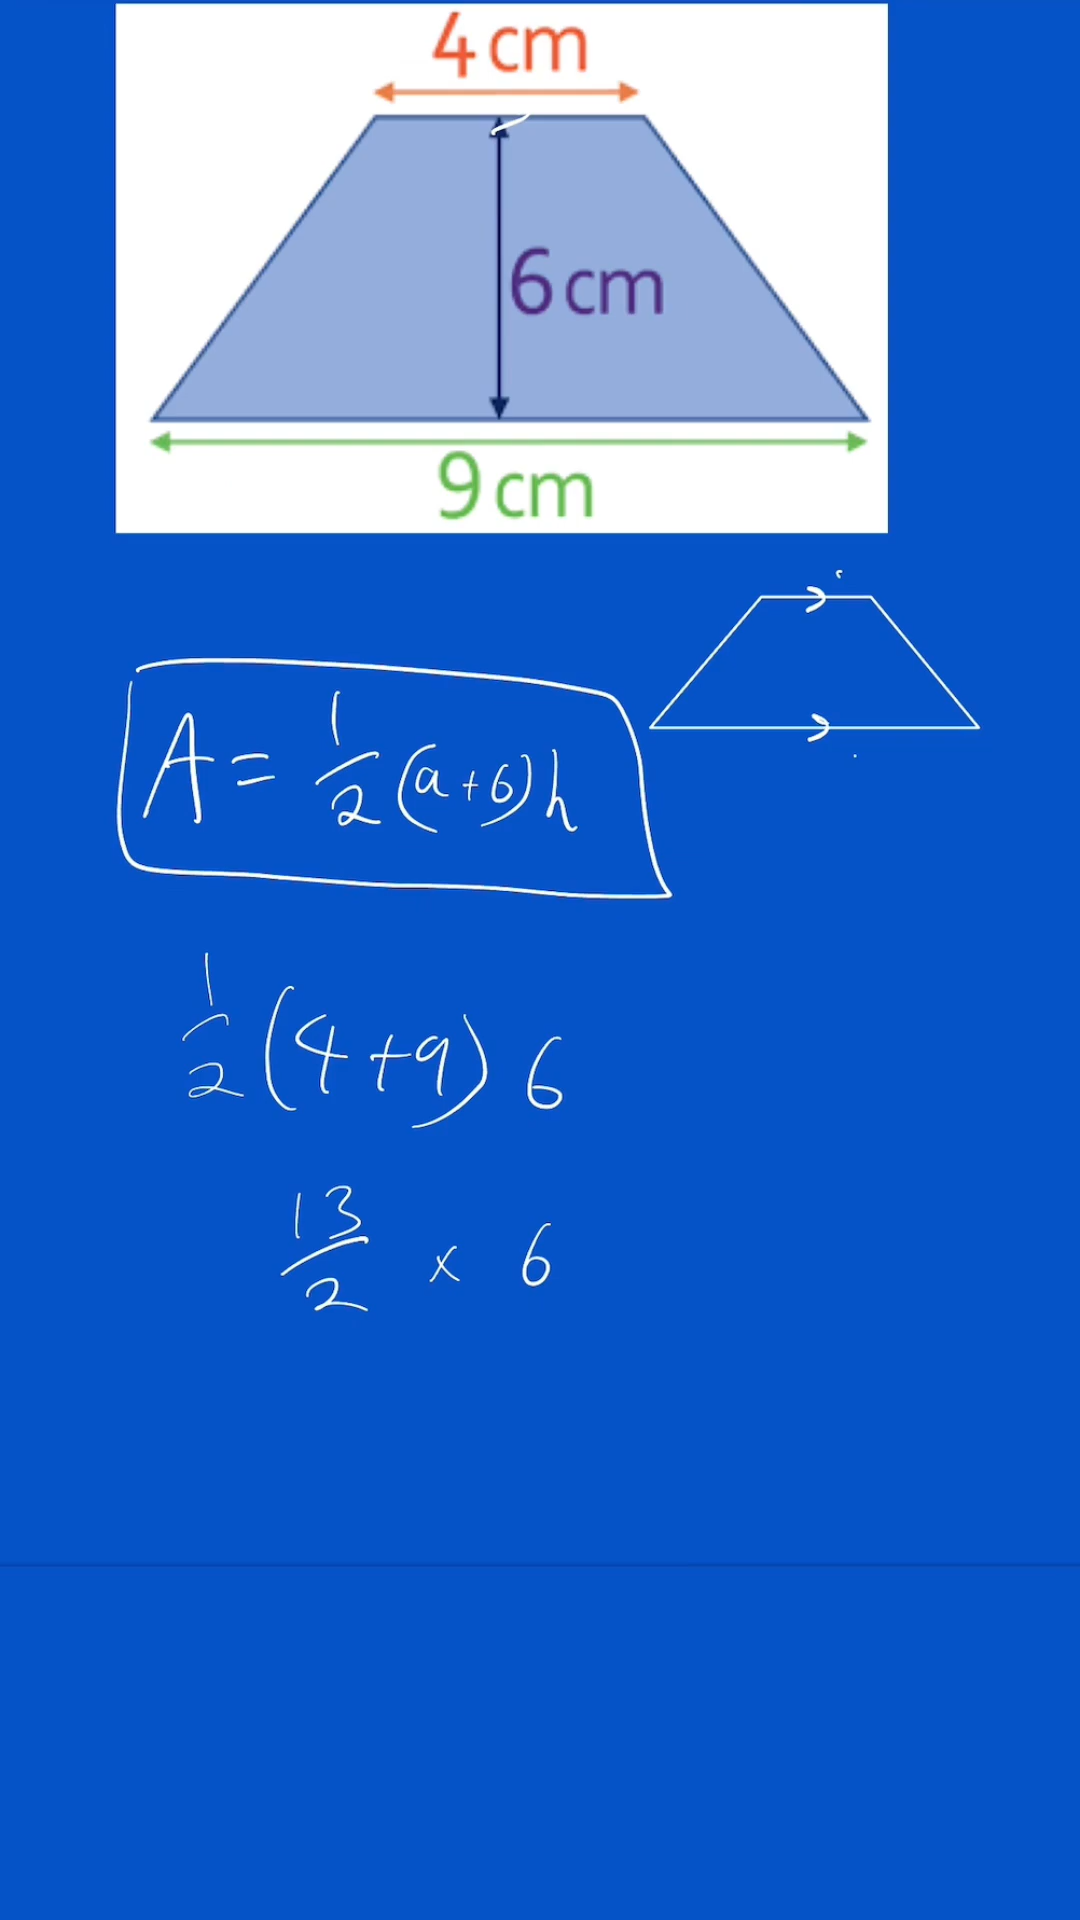 4 cm
6 cm
9 cm
A = 1/2 (a+b)h
1/2 (4+9) 6
13/2 × 6